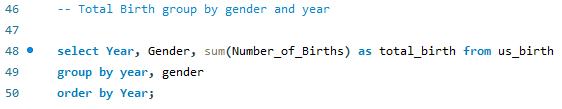 46 -- Total Birth group by gender and year
47
48 select Year, Gender, sum(Number_of_Births) as total_birth from us_birth
49 group by year, gender
50 order by Year;